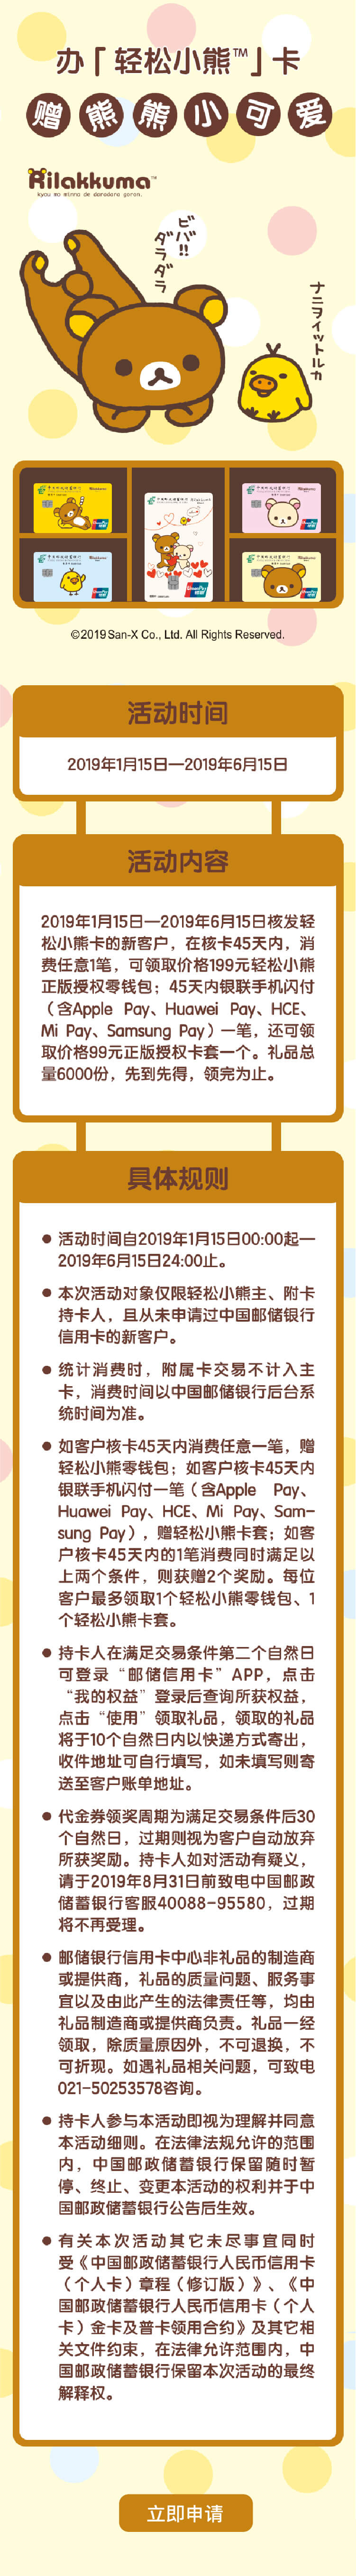 办「轻松小熊™」卡
赠熊熊小可爱
Rilakkuma™
kyou mo minna de daradara goron.
ビバ!!
ダラダラ
ナニヲイットルカ
Rilakkuma
Rilakkuma
Rilakkuma
Rilakkuma
Rilakkuma
©2019 San-X Co., Ltd. All Rights Reserved.
活动时间
2019年1月15日—2019年6月15日
活动内容
2019年1月15日—2019年6月15日核发轻
松小熊卡的新客户，在核卡45天内，消
费任意1笔，可领取价格199元轻松小熊
正版授权零钱包；45天内银联手机闪付
（含Apple Pay、Huawei Pay、HCE、
Mi Pay、Samsung Pay）一笔，还可领
取价格99元正版授权卡套一个。礼品总
量6000份，先到先得，领完为止。
具体规则
● 活动时间自2019年1月15日00:00起—
2019年6月15日24:00止。
● 本次活动对象仅限轻松小熊主、附卡
持卡人，且从未申请过中国邮储银行
信用卡的新客户。
● 统计消费时，附属卡交易不计入主
卡，消费时间以中国邮储银行后台系
统时间为准。
● 如客户核卡45天内消费任意一笔，赠
轻松小熊零钱包；如客户核卡45天内
银联手机闪付一笔（含Apple Pay、
Huawei Pay、HCE、Mi Pay、Sam-
sung Pay），赠轻松小熊卡套；如客
户核卡45天内的1笔消费同时满足以
上两个条件，则获赠2个奖励。每位
客户最多领取1个轻松小熊零钱包、1
个轻松小熊卡套。
● 持卡人在满足交易条件第二个自然日
可登录“邮储信用卡”APP，点击
“我的权益”登录后查询所获权益，
点击“使用”领取礼品，领取的礼品
将于10个自然日内以快递方式寄出，
收件地址可自行填写，如未填写则寄
送至客户账单地址。
● 代金券领奖周期为满足交易条件后30
个自然日，过期则视为客户自动放弃
所获奖励。持卡人如对活动有疑义，
请于2019年8月31日前致电中国邮政
储蓄银行客服40088-95580，过期
将不再受理。
● 邮储银行信用卡中心非礼品的制造商
或提供商，礼品的质量问题、服务事
宜以及由此产生的法律责任等，均由
礼品制造商或提供商负责。礼品一经
领取，除质量原因外，不可退换，不
可折现。如遇礼品相关问题，可致电
021-50253578咨询。
● 持卡人参与本活动即视为理解并同意
本活动细则。在法律法规允许的范围
内，中国邮政储蓄银行保留随时暂
停、终止、变更本活动的权利并于中
国邮政储蓄银行公告后生效。
● 有关本次活动其它未尽事宜同时
受《中国邮政储蓄银行人民币信用卡
（个人卡）章程（修订版）》、《中
国邮政储蓄银行人民币信用卡（个人
卡）金卡及普卡领用合约》及其它相
关文件约束，在法律允许范围内，中
国邮政储蓄银行保留本次活动的最终
解释权。
立即申请